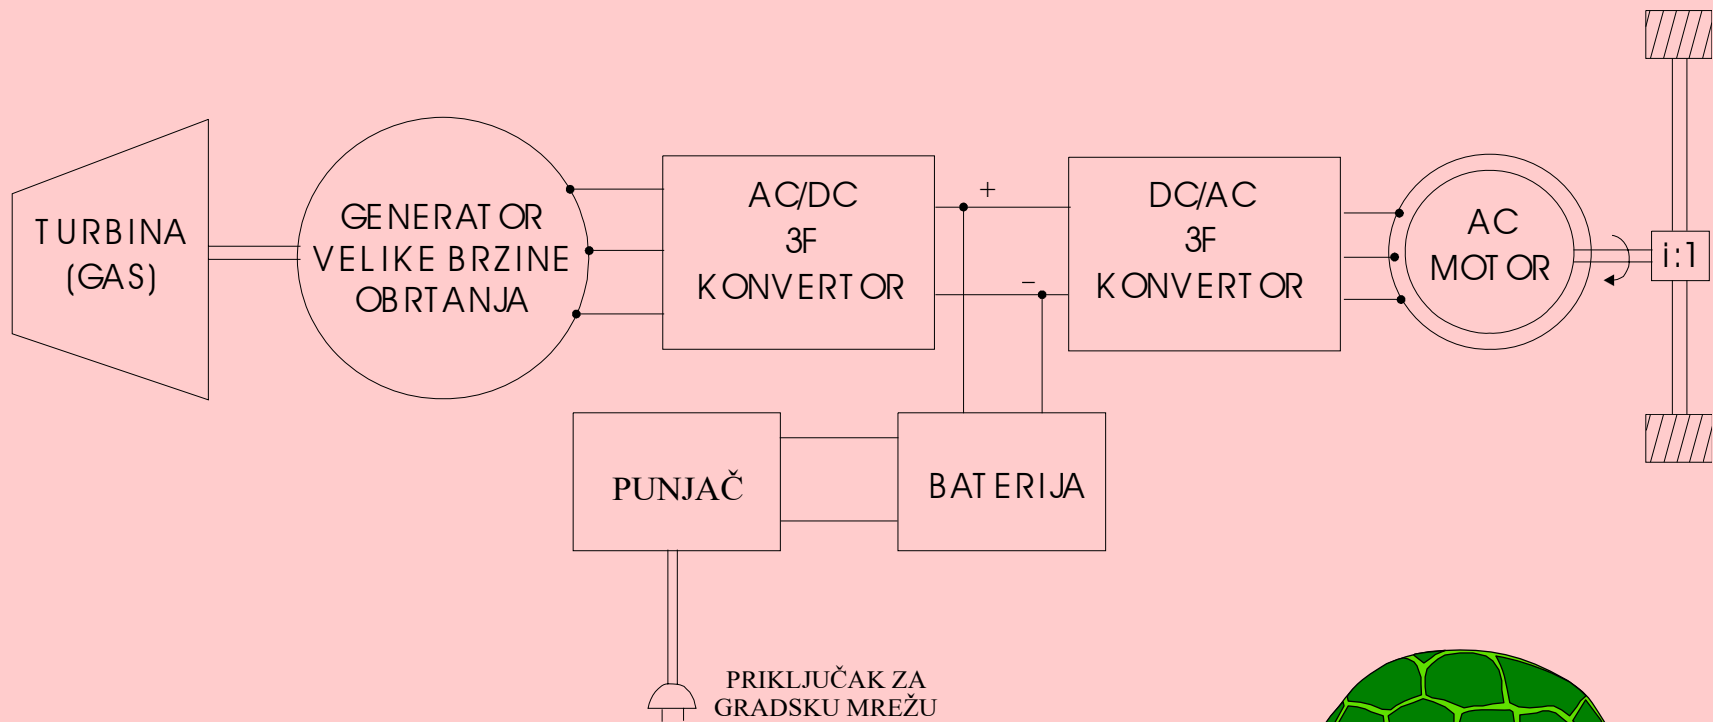 TURBINA
(GAS)
GENERATOR
VELIKE BRZINE
OBRTANJA
AC/DC
3F
KONVERTOR
+
−
DC/AC
3F
KONVERTOR
AC
MOTOR
i:1
PUNJAČ
BATERIJA
PRIKLJUČAK ZA
GRADSKU MREŽU